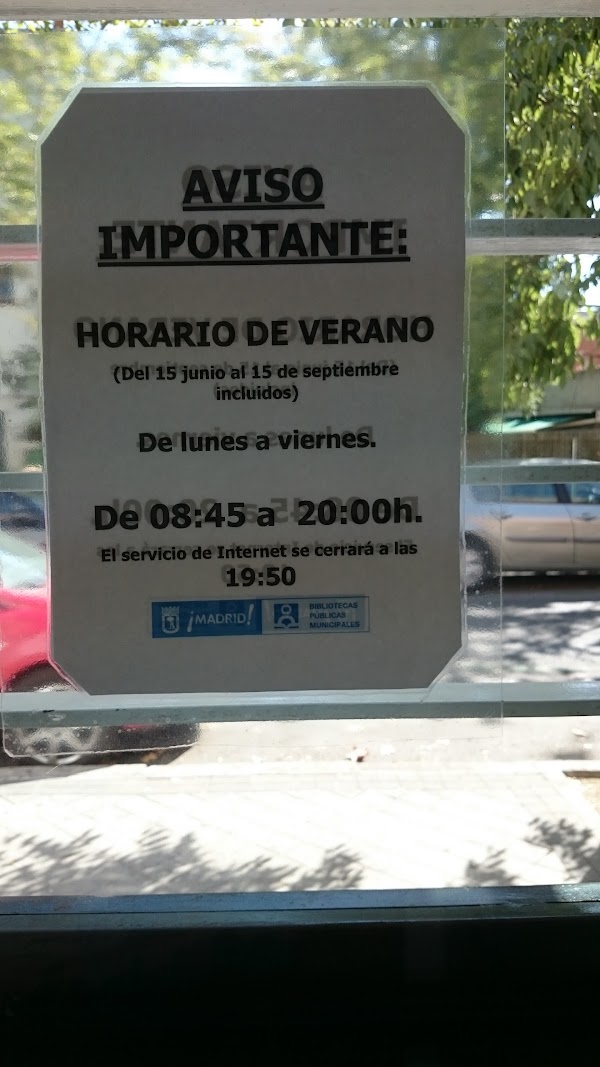 AVISO
IMPORTANTE:
HORARIO DE VERANO
(Del 15 junio al 15 de septiembre
incluidos)
De lunes a viernes.
De 08:45 a 20:00h.
El servicio de Internet se cerrará a las
19:50
¡MADRID!
BIBLIOTECAS
PÚBLICAS
MUNICIPALES